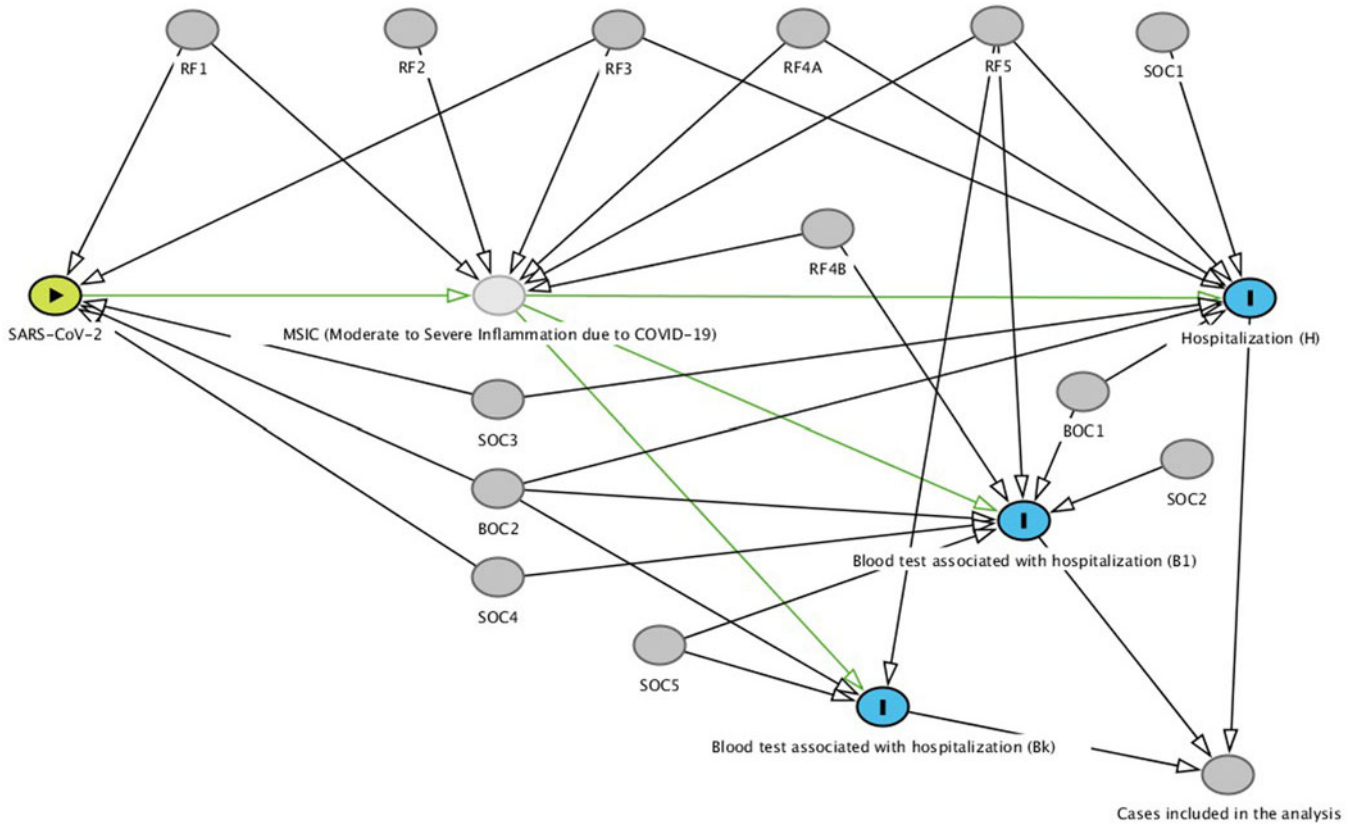 RF1
RF2
RF3
RF4A
RF5
SOC1
RF4B
SARS-CoV-2
MSIC (Moderate to Severe Inflammation due to COVID-19)
Hospitalization (H)
SOC3
BOC1
BOC2
SOC2
Blood test associated with hospitalization (B1)
SOC4
SOC5
Blood test associated with hospitalization (Bk)
Cases included in the analysis